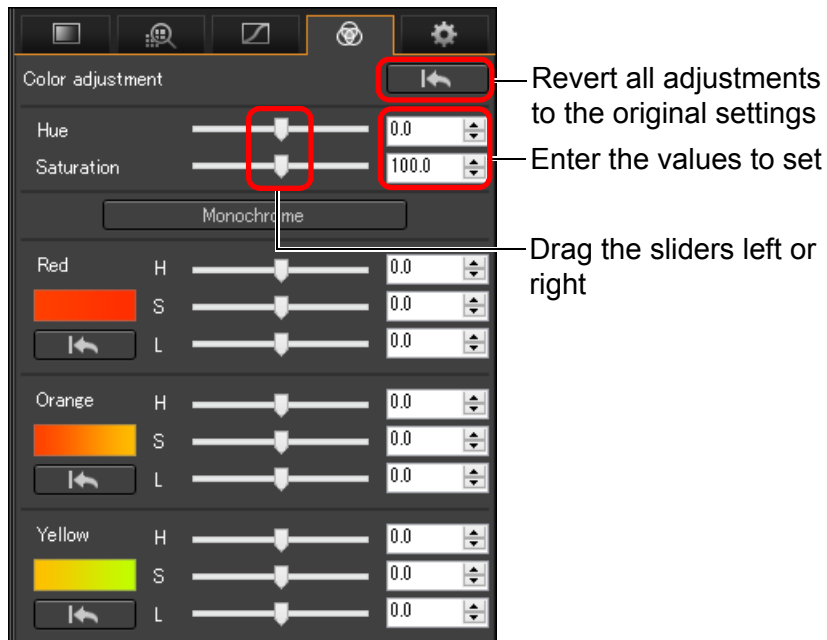 Color adjustment
Revert all adjustments
to the original settings
Hue 0.0
Saturation 100.0
Enter the values to set
Monochrome
Drag the sliders left or
right
Red H 0.0
S 0.0
L 0.0
Orange H 0.0
S 0.0
L 0.0
Yellow H 0.0
S 0.0
L 0.0